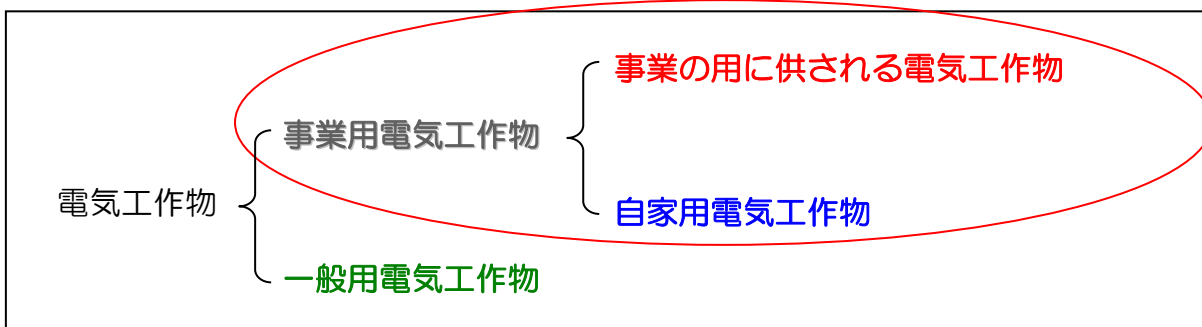 事業の用に供される電気工作物
事業用電気工作物
電気工作物
自家用電気工作物
一般用電気工作物